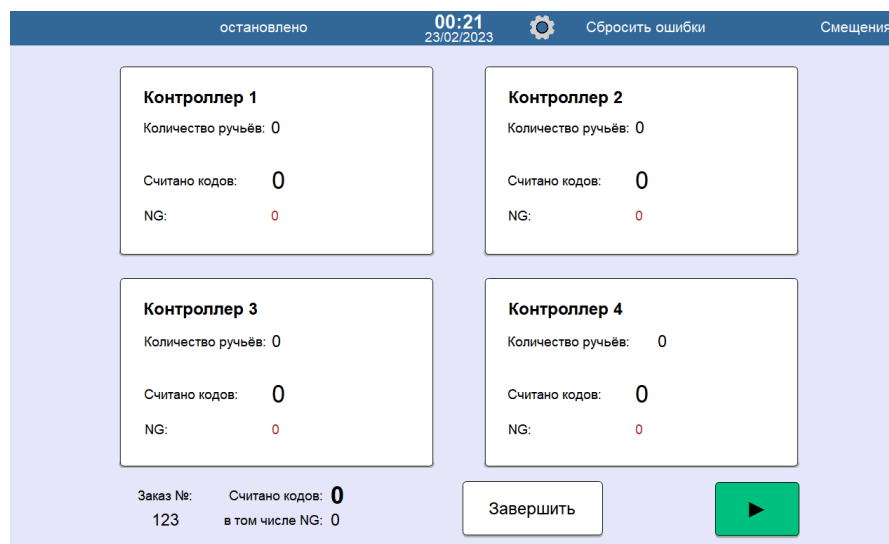 остановлено
00:21
23/02/2023
Сбросить ошибки
Смещения
Контроллер 1
Количество ручьёв: 0
Считано кодов: 0
NG: 0
Контроллер 2
Количество ручьёв: 0
Считано кодов: 0
NG: 0
Контроллер 3
Количество ручьёв: 0
Считано кодов: 0
NG: 0
Контроллер 4
Количество ручьёв: 0
Считано кодов: 0
NG: 0
Заказ №:
123
Считано кодов: 0
в том числе NG: 0
Завершить